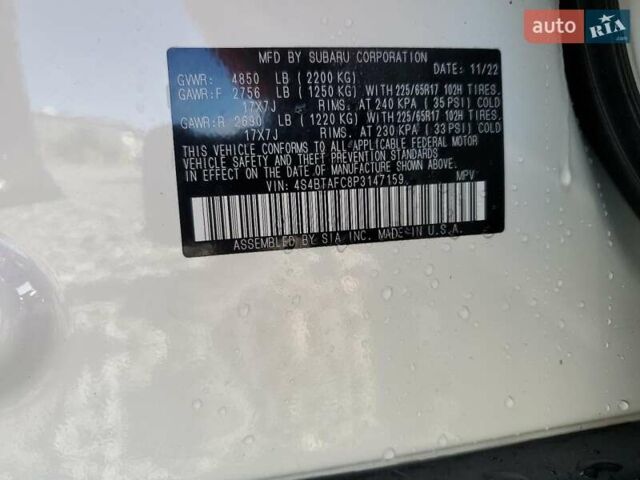 auto RIA .com
MFD BY SUBARU CORPORATION DATE: 11/22
GVWR: 4850 LB (2200 KG)
GAWR:F 2756 LB (1250 KG) WITH 225/65R17 102H TIRES.
17X7J RIMS. AT 240 KPA (35 PSI) COLD
GAWR:R 2690 LB (1220 KG) WITH 225/65R17 102H TIRES.
17X7J RIMS. AT 230 KPA (33 PSI) COLD
THIS VEHICLE CONFORMS TO ALL APPLICABLE FEDERAL MOTOR
VEHICLE SAFETY AND THEFT PREVENTION STANDARDS
IN EFFECT ON THE DATE OF MANUFACTURE SHOWN ABOVE.
VIN: 4S4BTAFC8P3147159 MPV
ASSEMBLED BY SIA INC. MADE IN U.S.A.